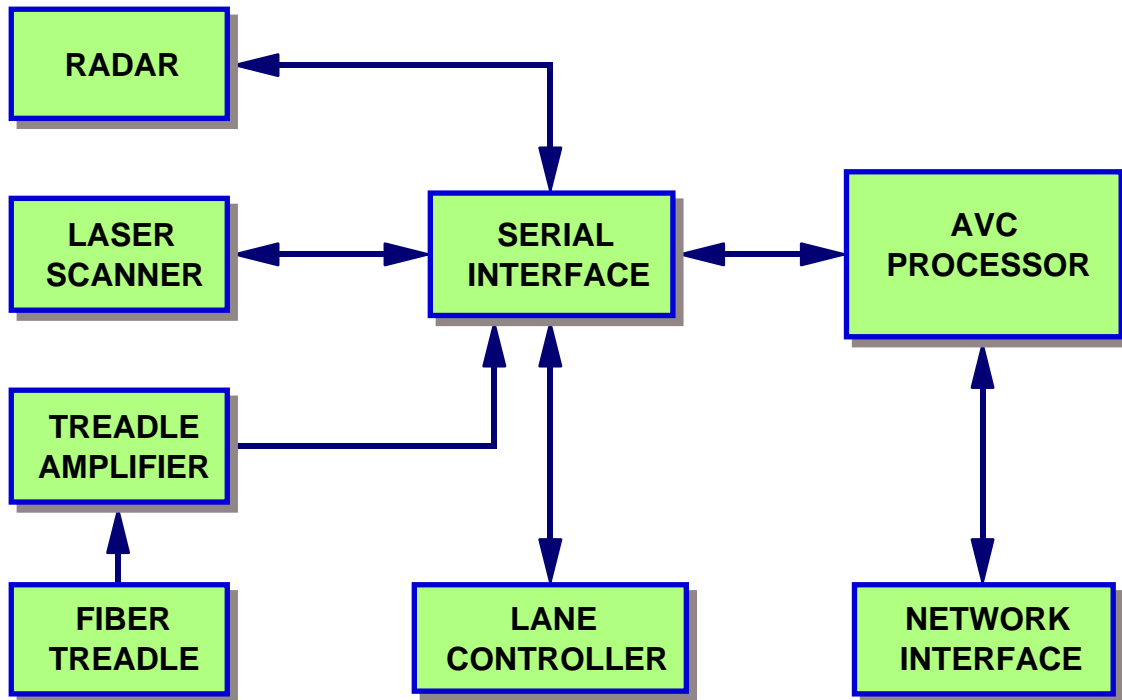 RADAR
LASER
SCANNER
SERIAL
INTERFACE
AVC
PROCESSOR
TREADLE
AMPLIFIER
FIBER
TREADLE
LANE
CONTROLLER
NETWORK
INTERFACE